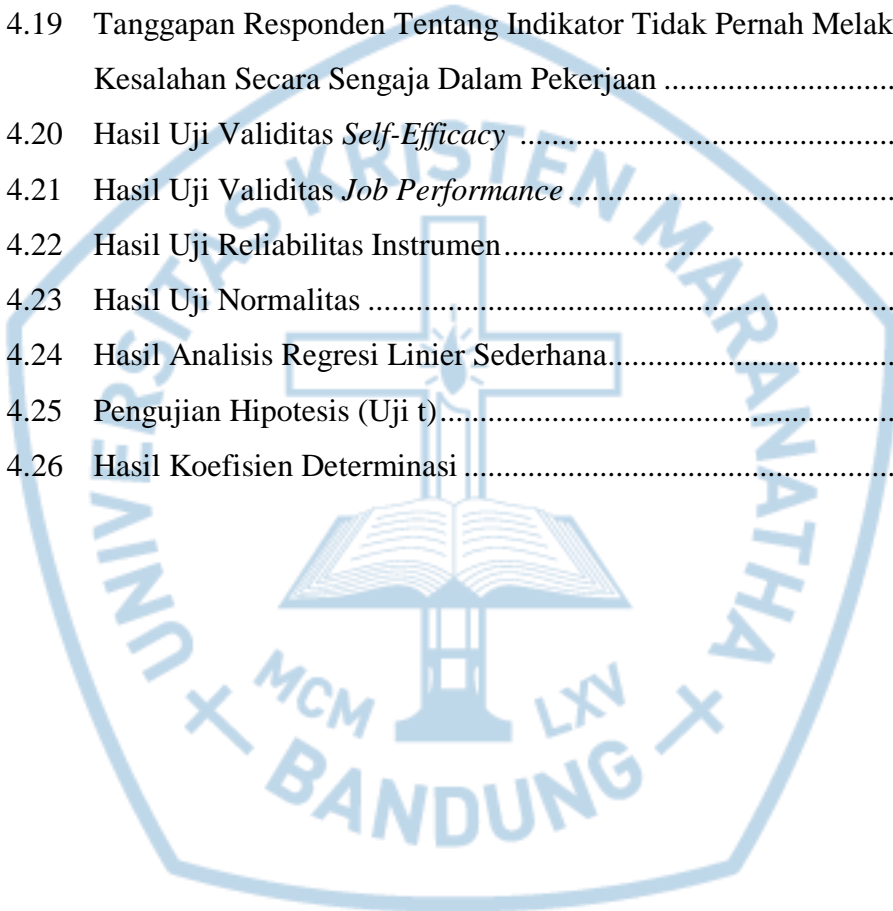 4.19 Tanggapan Responden Tentang Indikator Tidak Pernah Melak
Kesalahan Secara Sengaja Dalam Pekerjaan ..............................
4.20 Hasil Uji Validitas Self-Efficacy ..............................
4.21 Hasil Uji Validitas Job Performance ..............................
4.22 Hasil Uji Reliabilitas Instrumen ..............................
4.23 Hasil Uji Normalitas ..............................
4.24 Hasil Analisis Regresi Linier Sederhana ..............................
4.25 Pengujian Hipotesis (Uji t) ..............................
4.26 Hasil Koefisien Determinasi ..............................
UNIVERSITAS KRISTEN MARANATHA
MCM LXV
BANDUNG